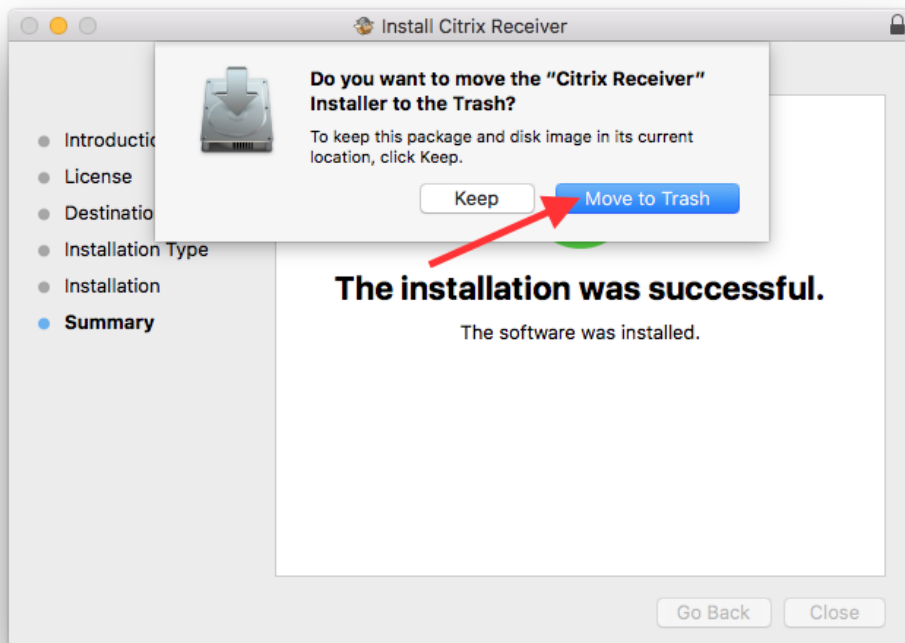 Install Citrix Receiver
Do you want to move the “Citrix Receiver”
Installer to the Trash?
To keep this package and disk image in its current
location, click Keep.
Keep
Move to Trash
Introductio
License
Destinatio
Installation Type
Installation
Summary
The installation was successful.
The software was installed.
Go Back
Close